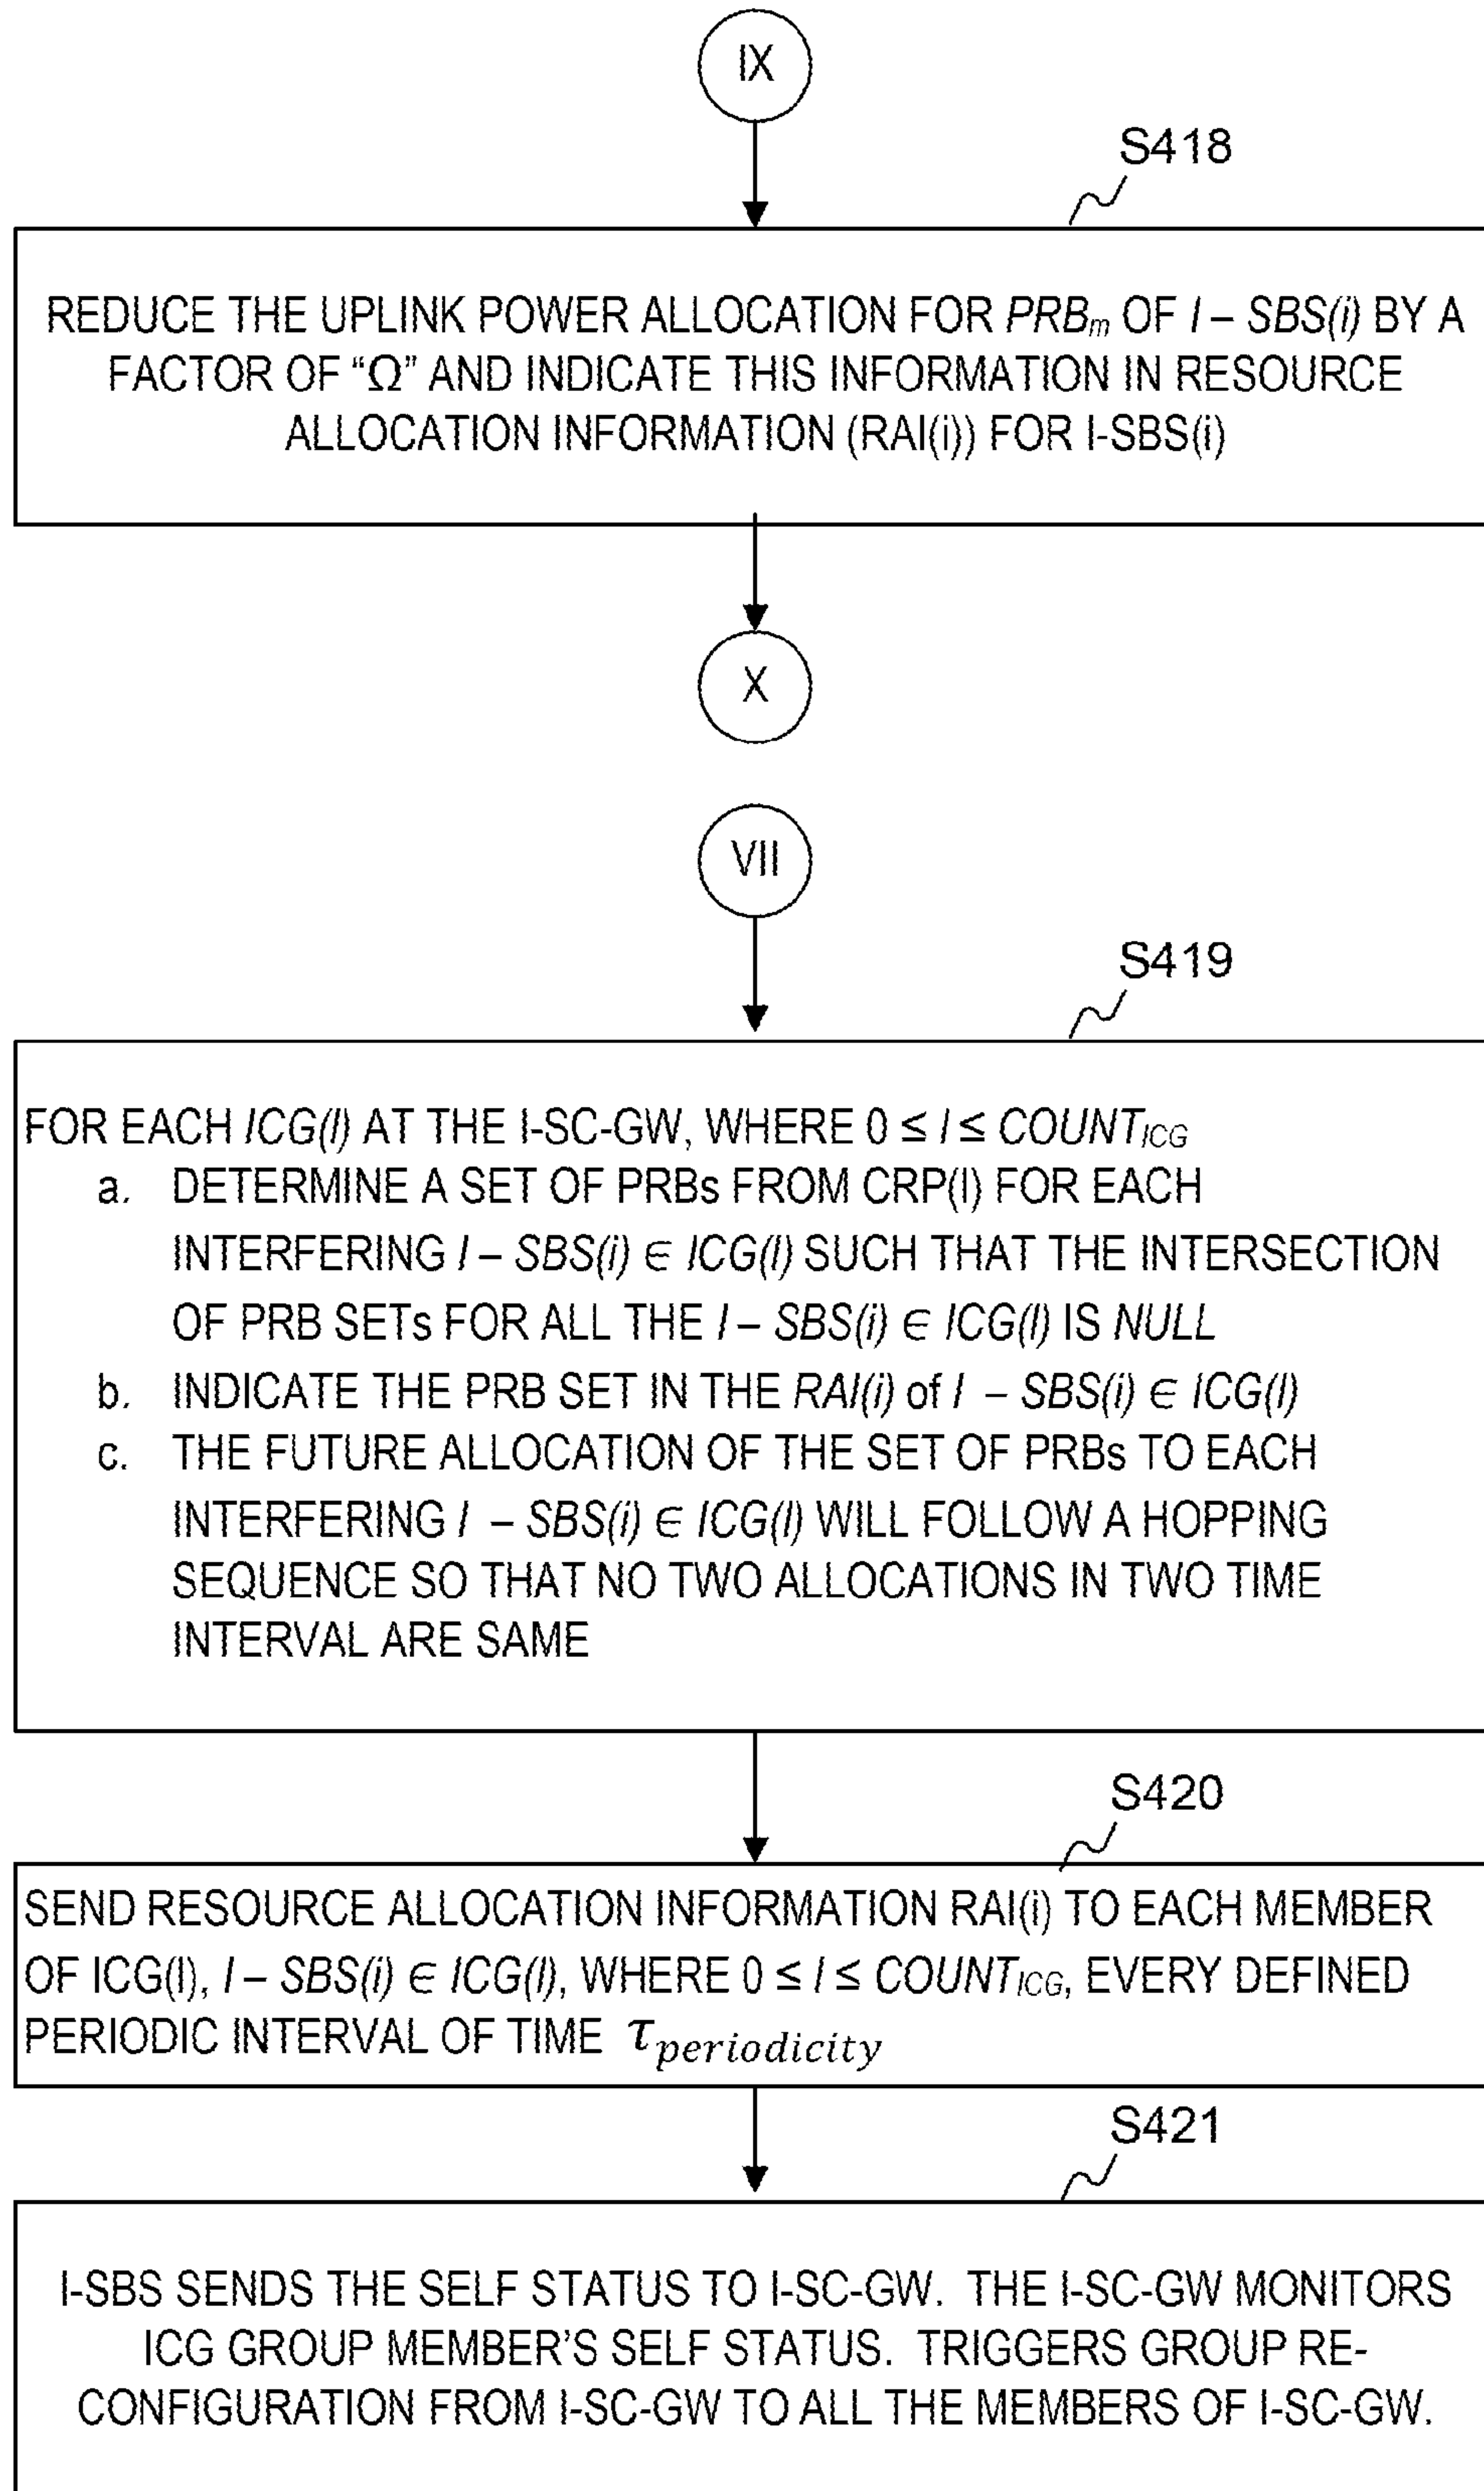 IX
S418
REDUCE THE UPLINK POWER ALLOCATION FOR PRBm OF I – SBS(i) BY A
FACTOR OF “Ω” AND INDICATE THIS INFORMATION IN RESOURCE
ALLOCATION INFORMATION (RAI(i)) FOR I-SBS(i)
X
VII
S419
FOR EACH ICG(l) AT THE I-SC-GW, WHERE 0 ≤ l ≤ COUNTICG
a. DETERMINE A SET OF PRBs FROM CRP(l) FOR EACH
INTERFERING I – SBS(i) ∈ ICG(l) SUCH THAT THE INTERSECTION
OF PRB SETs FOR ALL THE I – SBS(i) ∈ ICG(l) IS NULL
b. INDICATE THE PRB SET IN THE RAI(i) of I – SBS(i) ∈ ICG(l)
c. THE FUTURE ALLOCATION OF THE SET OF PRBs TO EACH
INTERFERING I – SBS(i) ∈ ICG(l) WILL FOLLOW A HOPPING
SEQUENCE SO THAT NO TWO ALLOCATIONS IN TWO TIME
INTERVAL ARE SAME
S420
SEND RESOURCE ALLOCATION INFORMATION RAI(i) TO EACH MEMBER
OF ICG(l), I – SBS(i) ∈ ICG(l), WHERE 0 ≤ l ≤ COUNTICG, EVERY DEFINED
PERIODIC INTERVAL OF TIME τperiodicity
S421
I-SBS SENDS THE SELF STATUS TO I-SC-GW. THE I-SC-GW MONITORS
ICG GROUP MEMBER’S SELF STATUS. TRIGGERS GROUP RE-
CONFIGURATION FROM I-SC-GW TO ALL THE MEMBERS OF I-SC-GW.